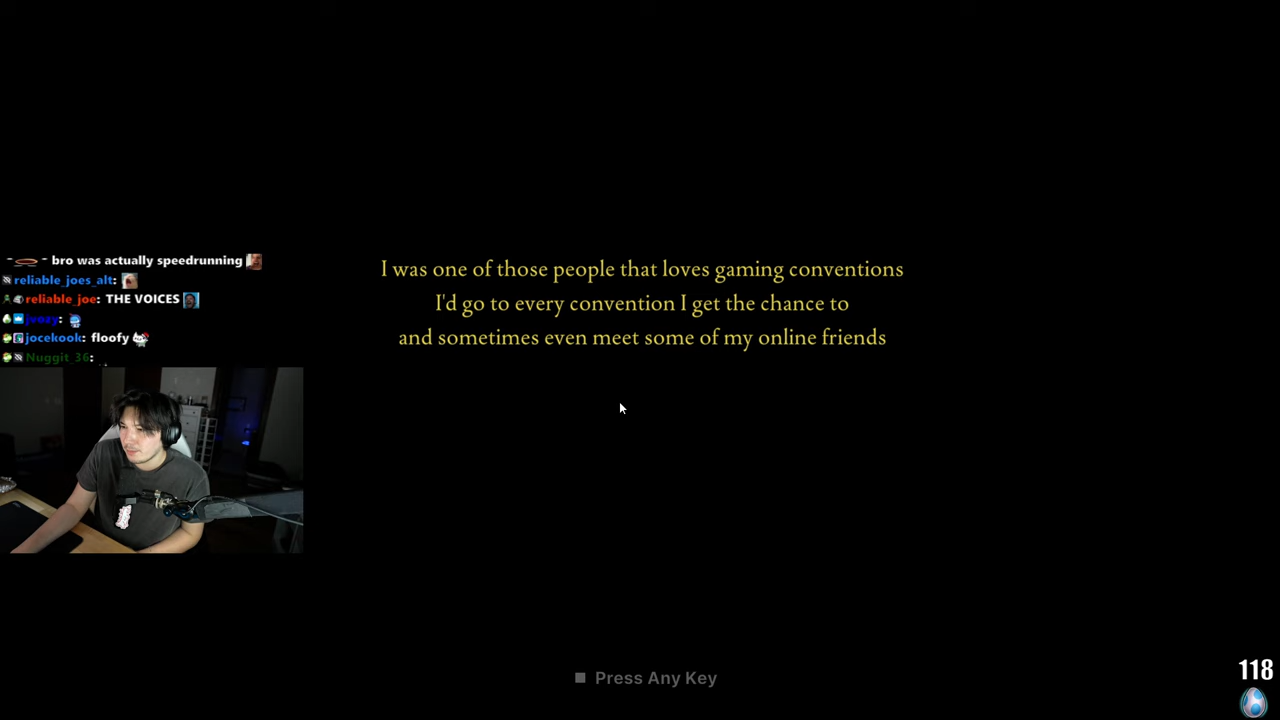 bro was actually speedrunning
I was one of those people that loves gaming conventions
reliable_joes_alt:
reliable_joe: THE VOICES
I'd go to every convention I get the chance to
jvozy:
jocekook: floofy
and sometimes even meet some of my online friends
Nuggit_36:
Press Any Key
118